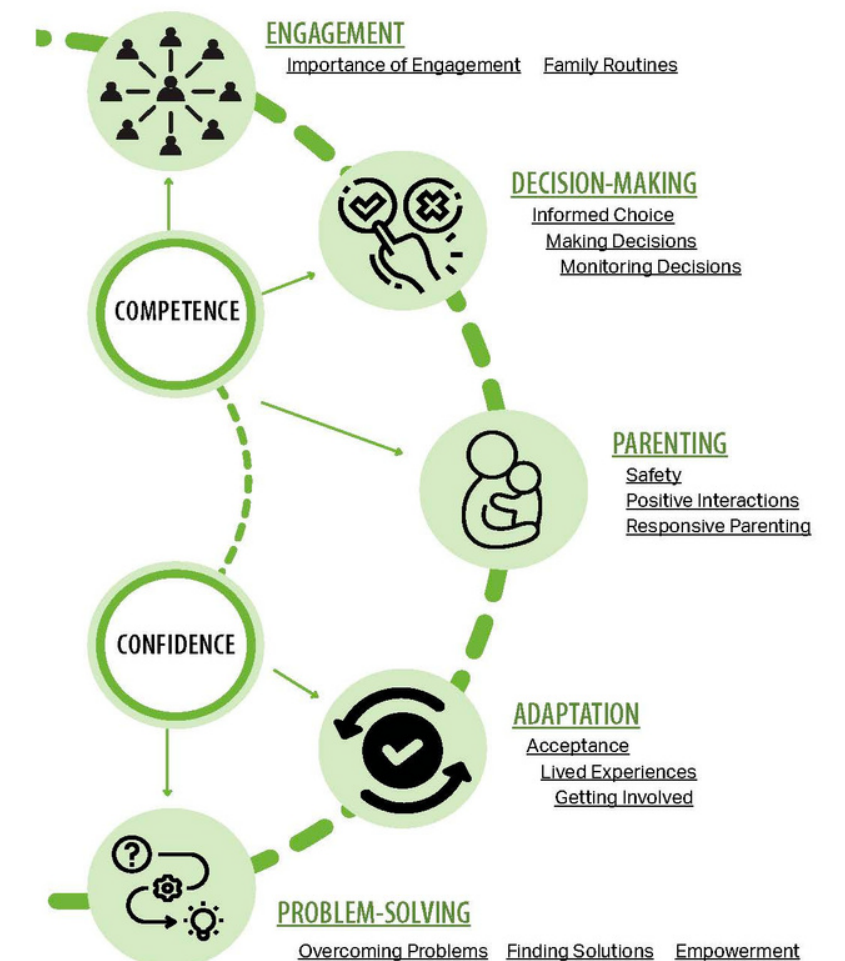 ENGAGEMENT
Importance of Engagement Family Routines
DECISION-MAKING
Informed Choice
Making Decisions
Monitoring Decisions
COMPETENCE
PARENTING
Safety
Positive Interactions
Responsive Parenting
CONFIDENCE
ADAPTATION
Acceptance
Lived Experiences
Getting Involved
?
PROBLEM-SOLVING
Overcoming Problems Finding Solutions Empowerment